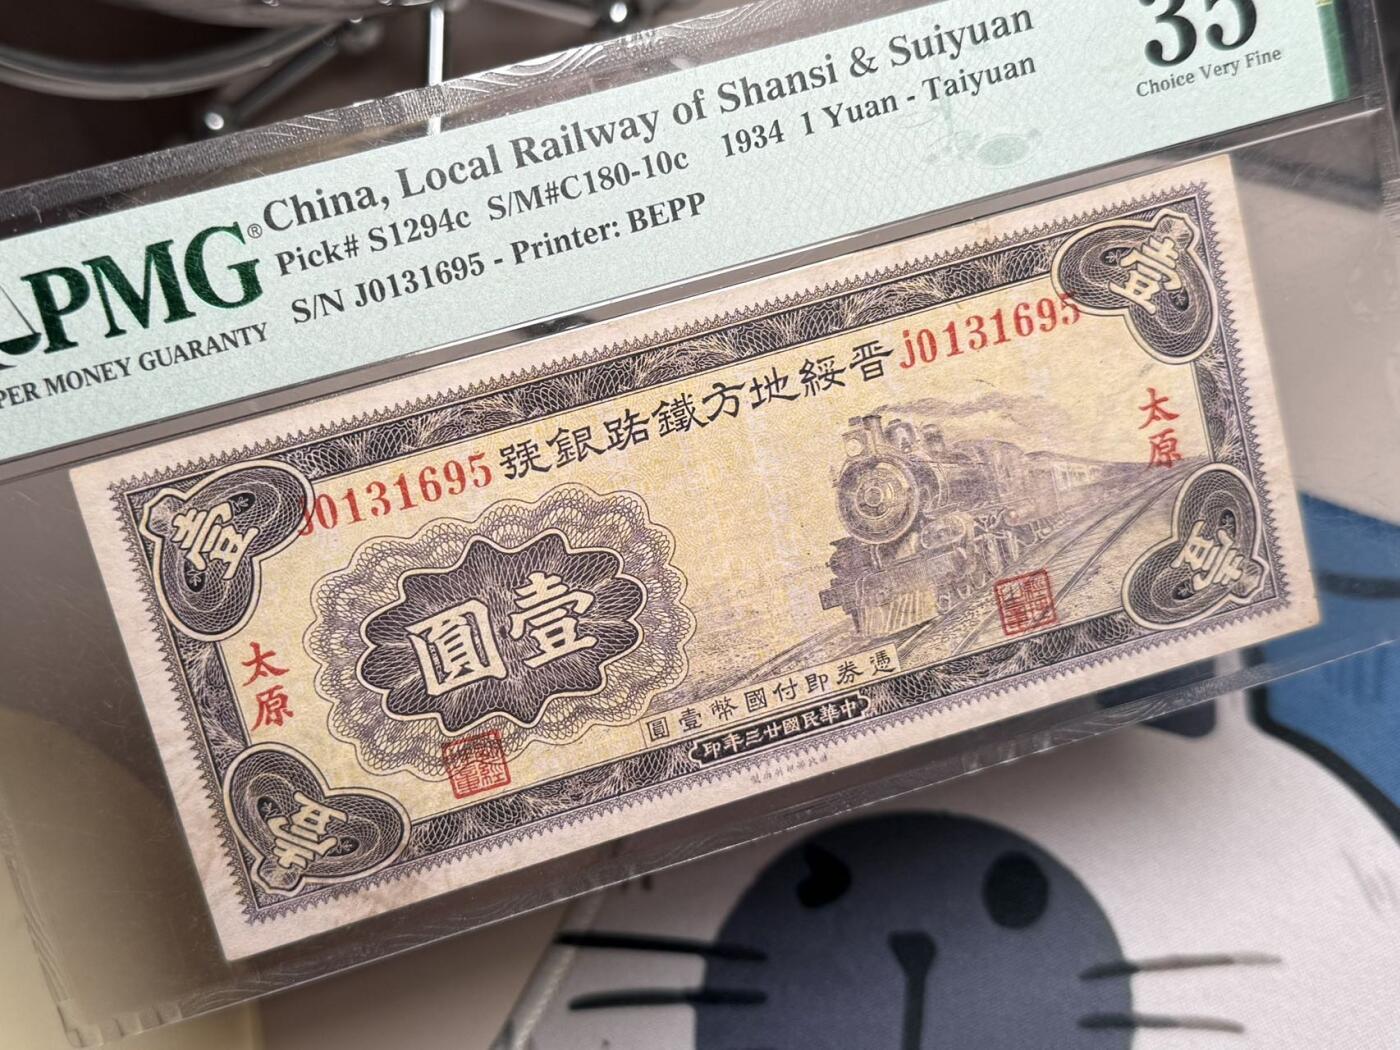 China, Local Railway of Shansi & Suiyuan
Pick# S1294c S/M#C180-10c 1934 1 Yuan - Taiyuan
S/N J0131695 - Printer: BEPP
35
Choice Very Fine
PMG®
PER MONEY GUARANTY
號銀路鐵方地綏晉
J0131695
J0131695
壹
壹
太原
太原
圓壹
壹
壹
圓壹幣國付即券憑
印年三廿國民華中